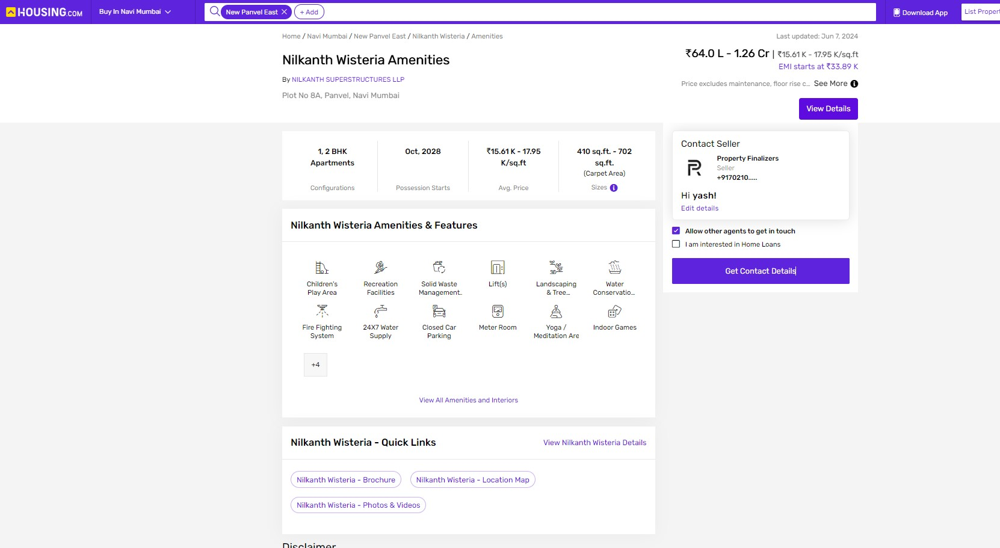 HOUSING.COM
Buy In Navi Mumbai
New Panvel East
+ Add
Download App
List Propert
Home / Navi Mumbai / New Panvel East / Nilkanth Wisteria / Amenities
Last updated: Jun 7, 2024
Nilkanth Wisteria Amenities
₹64.0 L - 1.26 Cr | ₹15.61 K - 17.95 K/sq.ft
EMI starts at ₹33.89 K
By NILKANTH SUPERSTRUCTURES LLP
Price excludes maintenance, floor rise c... See More
Plot No 8A, Panvel, Navi Mumbai
View Details
1, 2 BHK
Apartments
Configurations
Oct, 2028
Possession Starts
₹15.61 K - 17.95
K/sq.ft
Avg. Price
410 sq.ft. - 702
sq.ft.
(Carpet Area)
Sizes
Contact Seller
Property Finalizers
Seller
+9170210.....
Hi yash!
Edit details
Allow other agents to get in touch
I am interested in Home Loans
Get Contact Details
Nilkanth Wisteria Amenities & Features
Children's
Play Area
Recreation
Facilities
Solid Waste
Management..
Lift(s)
Landscaping
& Tree...
Water
Conservatio...
Fire Fighting
System
24X7 Water
Supply
Closed Car
Parking
Meter Room
Yoga /
Meditation Are
Indoor Games
+4
View All Amenities and Interiors
Nilkanth Wisteria - Quick Links
View Nilkanth Wisteria Details
Nilkanth Wisteria - Brochure
Nilkanth Wisteria - Location Map
Nilkanth Wisteria - Photos & Videos
Disclaimer